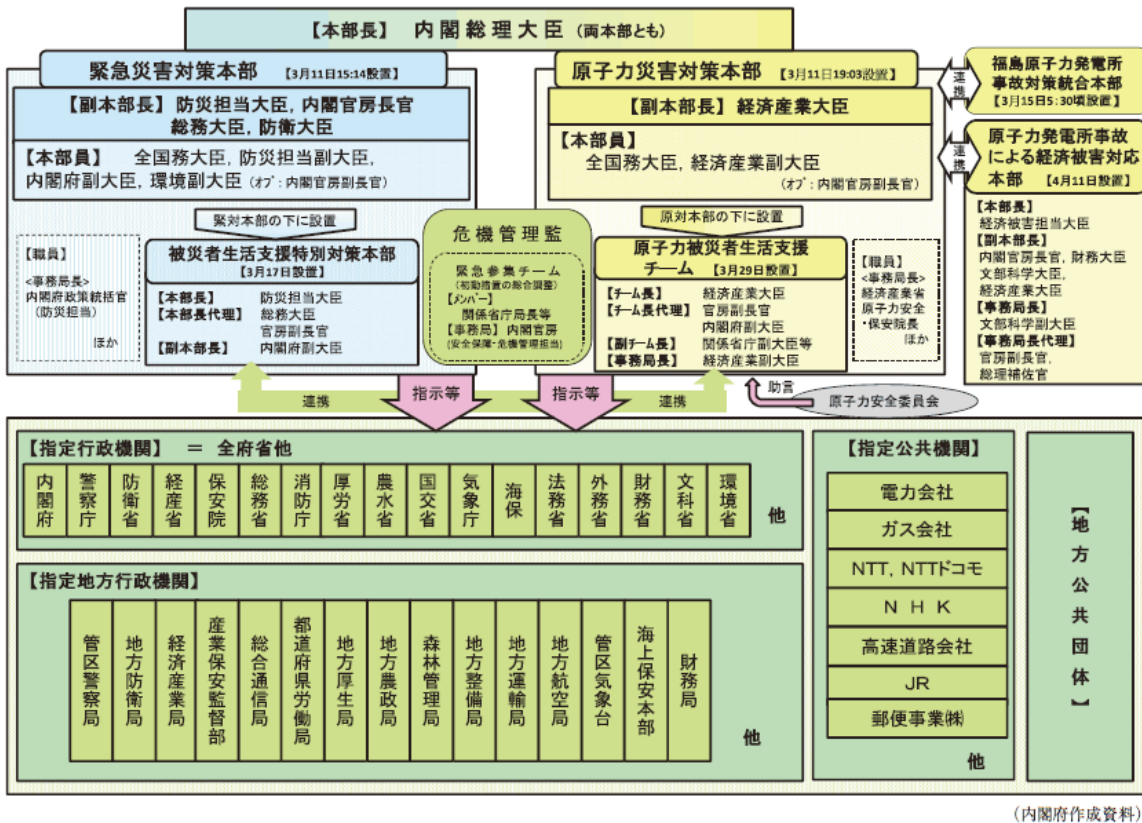 【本部長】 内閣総理大臣 (両本部とも)
緊急災害対策本部 【3月11日15:14設置】
【副本部長】 防災担当大臣, 内閣官房長官
総務大臣, 防衛大臣
【本部員】 全国務大臣, 防災担当副大臣,
内閣府副大臣, 環境副大臣 (ｵﾌﾞ:内閣官房副長官)
緊対本部の下に設置
【職員】
<事務局長>
内閣府政策統括官
(防災担当)
ほか
被災者生活支援特別対策本部
【3月17日設置】
【本部長】 防災担当大臣
【本部長代理】 総務大臣
官房副長官
【副本部長】 内閣府副大臣
危機管理監
緊急参集チーム
(初動措置の総合調整)
【ﾒﾝﾊﾞｰ】
関係省庁局長等
【事務局】 内閣官房
(安全保障・危機管理担当)
原子力災害対策本部 【3月11日19:03設置】
【副本部長】 経済産業大臣
【本部員】
全国務大臣, 経済産業副大臣
(ｵﾌﾞ:内閣官房副長官)
原対本部の下に設置
原子力被災者生活支援
チーム 【3月29日設置】
【ﾁｰﾑ長】 経済産業大臣
【ﾁｰﾑ長代理】 官房副長官
内閣府副大臣
【副ﾁｰﾑ長】 関係省庁副大臣等
【事務局長】 経済産業副大臣
【職員】
<事務局長>
経済産業省
原子力安全
・保安院長
ほか
連携
福島原子力発電所
事故対策統合本部
【3月15日5:30頃設置】
連携
原子力発電所事故
による経済被害対応
本部 【4月11日設置】
【本部長】
経済被害担当大臣
【副本部長】
内閣官房長官, 財務大臣
文部科学大臣,
経済産業大臣
【事務局長】
文部科学副大臣
【事務局長代理】
官房副長官,
総理補佐官
連携
指示等
指示等
連携
助言
原子力安全委員会
【指定行政機関】 = 全府省他
内閣府
警察庁
防衛省
経産省
保安院
総務省
消防庁
厚労省
農水省
国交省
気象庁
海保
法務省
外務省
財務省
文科省
環境省
他
【指定地方行政機関】
管区警察局
地方防衛局
経済産業局
産業保安監督部
総合通信局
都道府県労働局
地方厚生局
地方農政局
森林管理局
地方整備局
地方運輸局
地方航空局
管区気象台
海上保安本部
財務局
他
【指定公共機関】
電力会社
ガス会社
NTT, NTTドコモ
NHK
高速道路会社
JR
郵便事業㈱
他
【地方公共団体】
(内閣府作成資料)